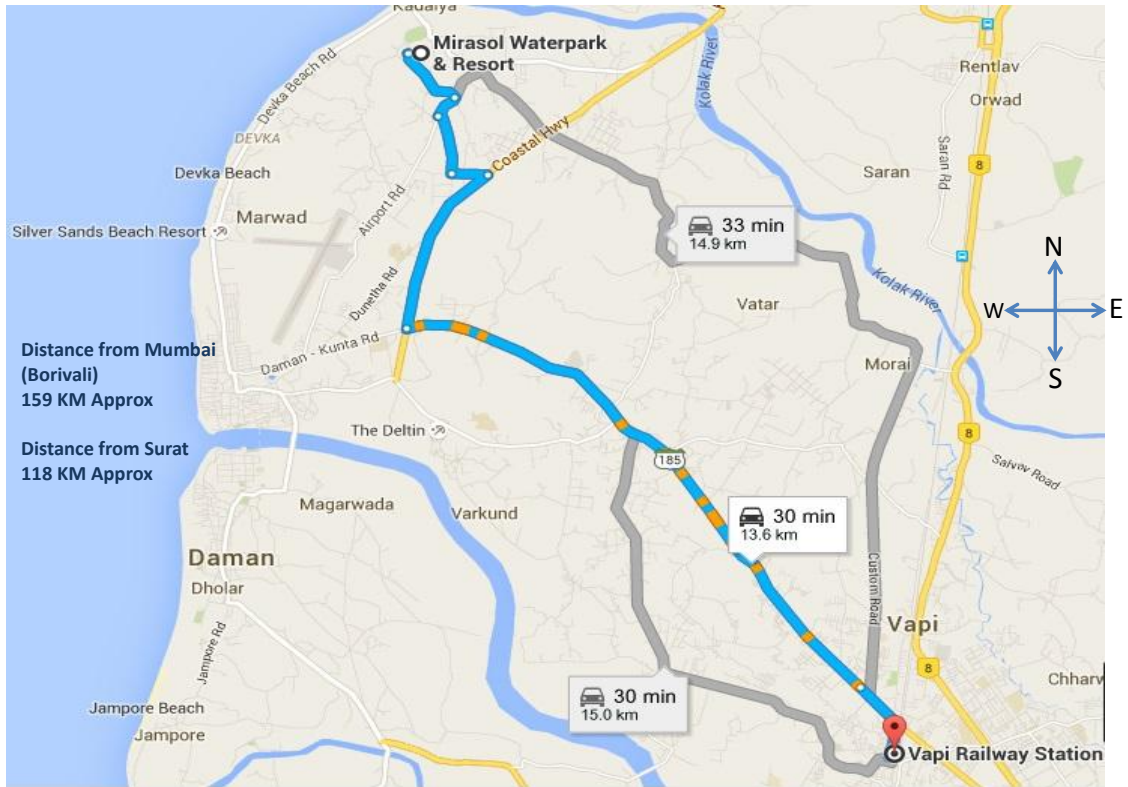 Kadaiya
Mirasol Waterpark
& Resort
Devka Beach Rd
DEVKA
Devka Beach
Marwad
Silver Sands Beach Resort
Airport Rd
Dunetha Rd
Coastal Hwy
Kolak River
Rentlav
Orwad
8
Saran Rd
Saran
33 min
14.9 km
Vatar
Kolak River
N
W
E
S
Morai
Distance from Mumbai
(Borivali)
159 KM Approx
Distance from Surat
118 KM Approx
Daman - Kunta Rd
The Deltin
185
8
Salvav Road
Magarwada
Varkund
30 min
13.6 km
Daman
Dholar
Custom Road
Vapi
8
Jampore Rd
30 min
15.0 km
Chharw
Jampore Beach
Jampore
Vapi Railway Station